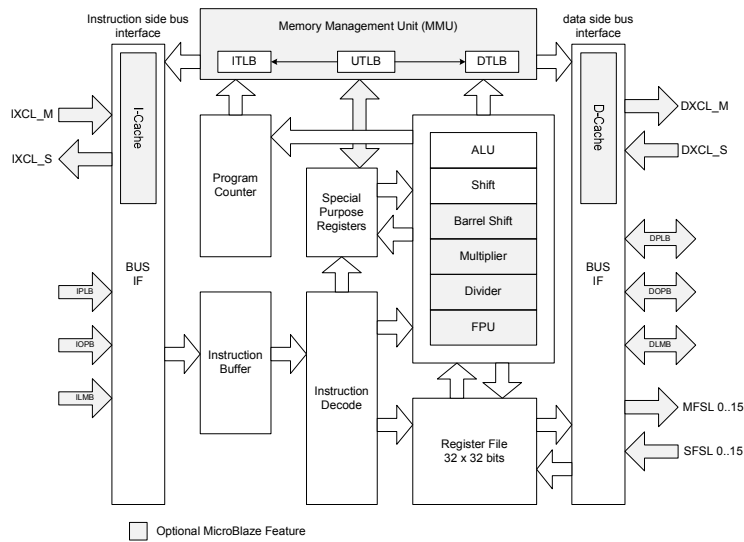 Instruction side bus
interface
Memory Management Unit (MMU)
data side bus
interface
ITLB
UTLB
DTLB
I-Cache
D-Cache
IXCL_M
IXCL_S
DXCL_M
DXCL_S
Program
Counter
Special
Purpose
Registers
ALU
Shift
Barrel Shift
Multiplier
Divider
FPU
BUS
IF
BUS
IF
IPLB
IOPB
ILMB
DPLB
DOPB
DLMB
Instruction
Buffer
Instruction
Decode
Register File
32 x 32 bits
MFSL 0..15
SFSL 0..15
Optional MicroBlaze Feature